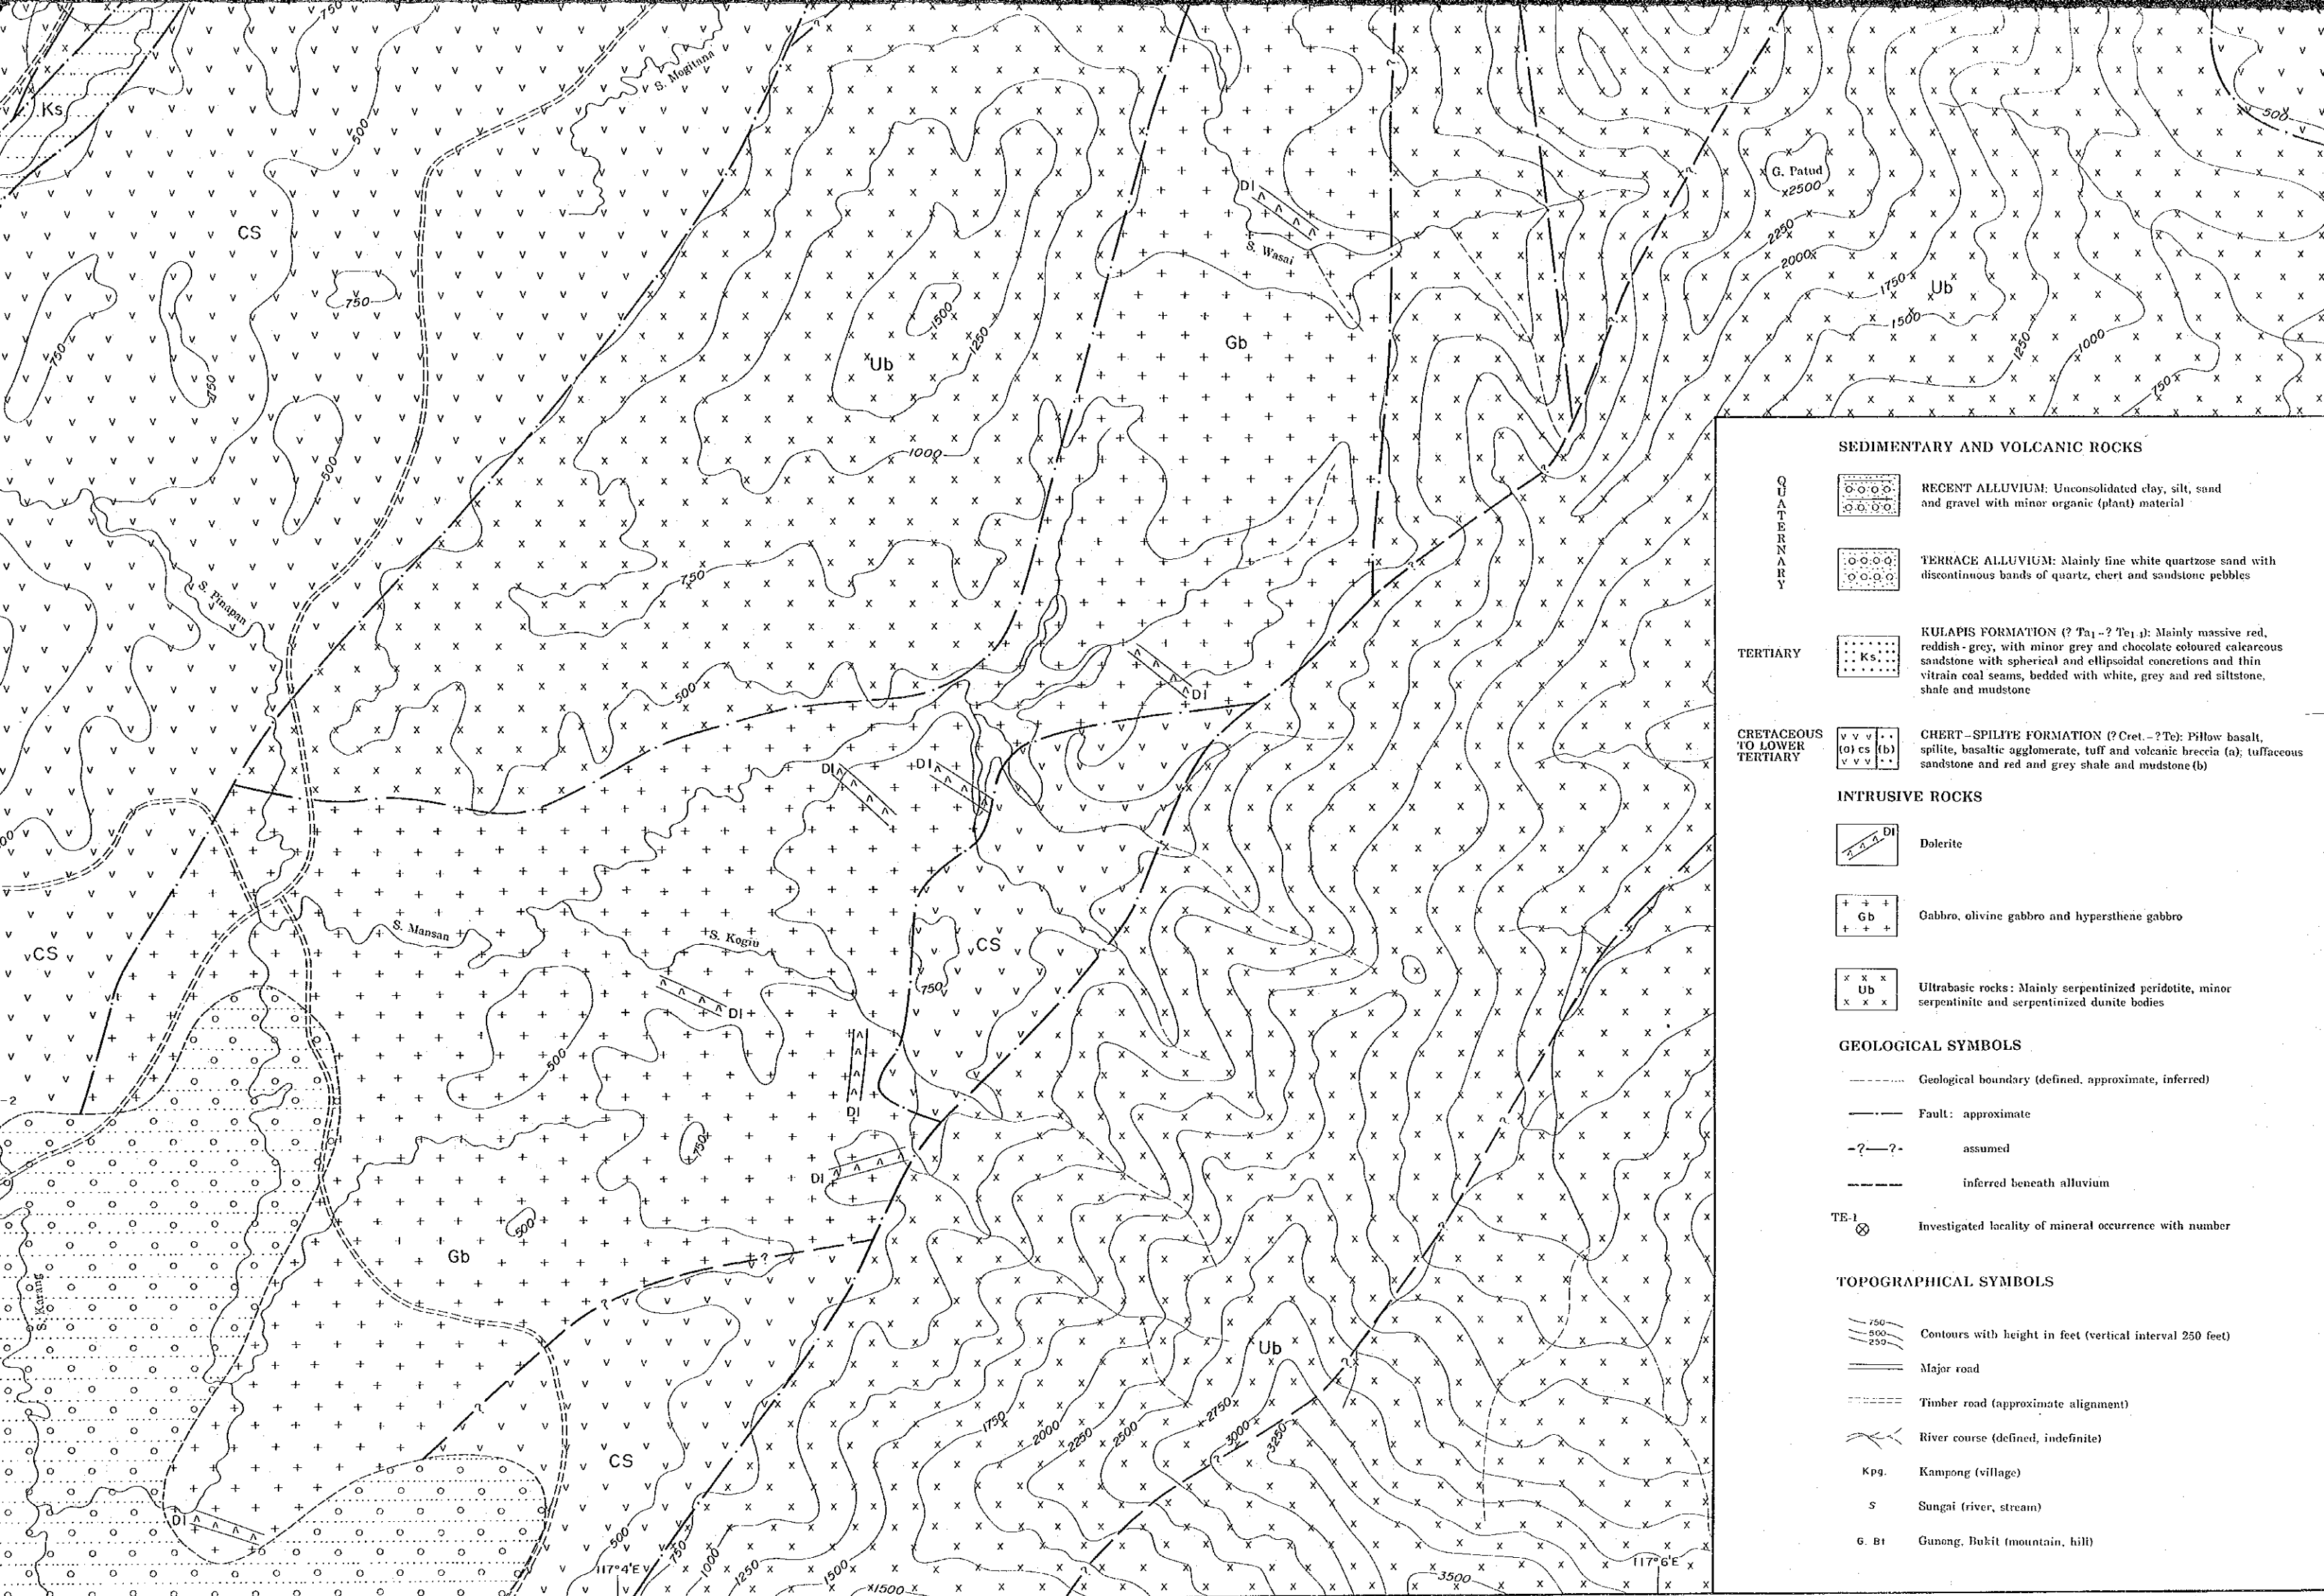 750
S. Mogitann
Ks
500
G. Patud
x2500
500
DI
CS
S. Wasai
2250
2000
1750
Ub
1500
750
1500
1250
Gb
Ub
1250
1000
750
750
750
500
1000
S. Pinapan
750
500
DI
DI
DI
S. Mansan
S. Kogiu
CS
CS
750
DI
500
DI
750
DI
500
Gb
S. Karang
Ub
2750
1750
2000
2250
2500
3000
3250
CS
DI
500
750
1000
1250
1500
x1500
3500
117°4'E
117°6'E
SEDIMENTARY AND VOLCANIC ROCKS
QUATERNARY
RECENT ALLUVIUM: Unconsolidated clay, silt, sand
and gravel with minor organic (plant) material
TERRACE ALLUVIUM: Mainly fine white quartzose sand with
discontinuous bands of quartz, chert and sandstone pebbles
TERTIARY
Ks
KULAPIS FORMATION (? Ta1-? Te1-4): Mainly massive red,
reddish-grey, with minor grey and chocolate coloured calcareous
sandstone with spherical and ellipsoidal concretions and thin
vitrain coal seams, bedded with white, grey and red siltstone,
shale and mudstone
CRETACEOUS
TO LOWER
TERTIARY
(a) cs (b)
CHERT-SPILITE FORMATION (? Cret.-? Te): Pillow basalt,
spilite, basaltic agglomerate, tuff and volcanic breccia (a); tuffaceous
sandstone and red and grey shale and mudstone (b)
INTRUSIVE ROCKS
DI
Dolerite
Gb
Gabbro, olivine gabbro and hypersthene gabbro
Ub
Ultrabasic rocks: Mainly serpentinized peridotite, minor
serpentinite and serpentinized dunite bodies
GEOLOGICAL SYMBOLS
Geological boundary (defined, approximate, inferred)
Fault: approximate
-?—?- assumed
inferred beneath alluvium
TE-1
Investigated locality of mineral occurrence with number
TOPOGRAPHICAL SYMBOLS
750
500
250
Contours with height in feet (vertical interval 250 feet)
Major road
Timber road (approximate alignment)
River course (defined, indefinite)
Kpg. Kampong (village)
S Sungai (river, stream)
G. Bt Gunong, Bukit (mountain, hill)